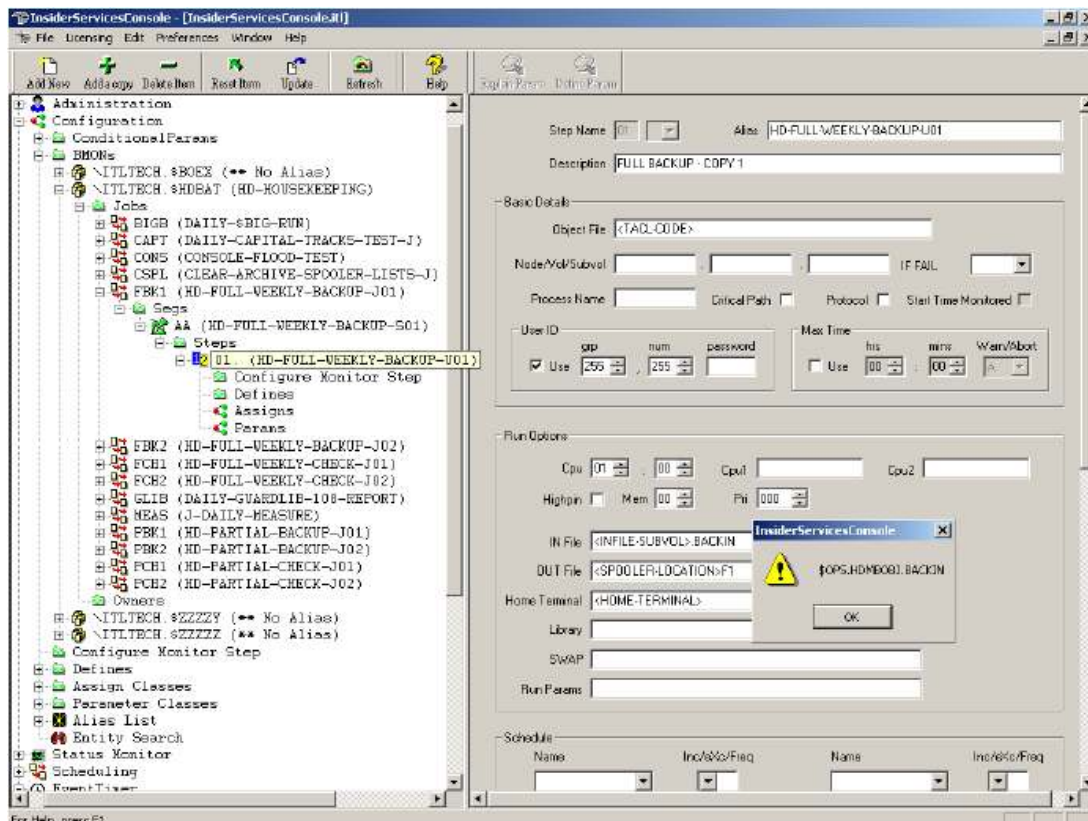 InsiderServicesConsole - [InsiderServicesConsole.itl]
File Licensing Edit Preferences Window Help
Add New Add a copy Delete Item Reset Item Update Refresh Help Explain Param Define Param
Administration
Configuration
ConditionalParams
BMONs
\ITLTECH.$BOEX (** No Alias)
\ITLTECH.$HDBAT (HD-HOUSEKEEPING)
Jobs
BIGB (DAILY-$BIG-RUN)
CAPT (DAILY-CAPITAL-TRACKS-TEST-J)
CONS (CONSOLE-FLOOD-TEST)
CSPL (CLEAR-ARCHIVE-SPOOLER-LISTS-J)
FBK1 (HD-FULL-WEEKLY-BACKUP-J01)
Segs
AA (HD-FULL-WEEKLY-BACKUP-S01)
Steps
01.. (HD-FULL-WEEKLY-BACKUP-U01)
Configure Monitor Step
Defines
Assigns
Params
FBK2 (HD-FULL-WEEKLY-BACKUP-J02)
FCH1 (HD-FULL-WEEKLY-CHECK-J01)
FCH2 (HD-FULL-WEEKLY-CHECK-J02)
GLIB (DAILY-GUARDLIB-108-REPORT)
MEAS (J-DAILY-MEASURE)
PBK1 (HD-PARTIAL-BACKUP-J01)
PBK2 (HD-PARTIAL-BACKUP-J02)
PCH1 (HD-PARTIAL-CHECK-J01)
PCH2 (HD-PARTIAL-CHECK-J02)
Owners
\ITLTECH.$ZZZZY (** No Alias)
\ITLTECH.$ZZZZZ (** No Alias)
Configure Monitor Step
Defines
Assign Classes
Parameter Classes
Alias List
Entity Search
Status Monitor
Scheduling
EventTimer
Step Name 01 Alias HD-FULL-WEEKLY-BACKUP-U01
Description FULL BACKUP - COPY 1
Basic Details
Object File <TACL-CODE>
Node/Vol/Subvol . . IF FAIL
Process Name Critical Path Protocol Start Time Monitored
User ID Max Time
grp num password hrs mins Warn/Abort
Use 255 , 255 Use 00 : 00 A
Run Options
Cpu 01 . 00 Cpu1 Cpu2
Highpin Mem 00 Pri 000
IN File <INFILE-SUBVOL>.BACKIN
OUT File <SPOOLER-LOCATION>F1
Home Terminal <HOME-TERMINAL>
Library
SWAP
Run Params
InsiderServicesConsole
$OPS.HDMBOBJ.BACKIN
OK
Schedule
Name Inc/eXc/Freq Name Inc/eXc/Freq
For Help, press F1